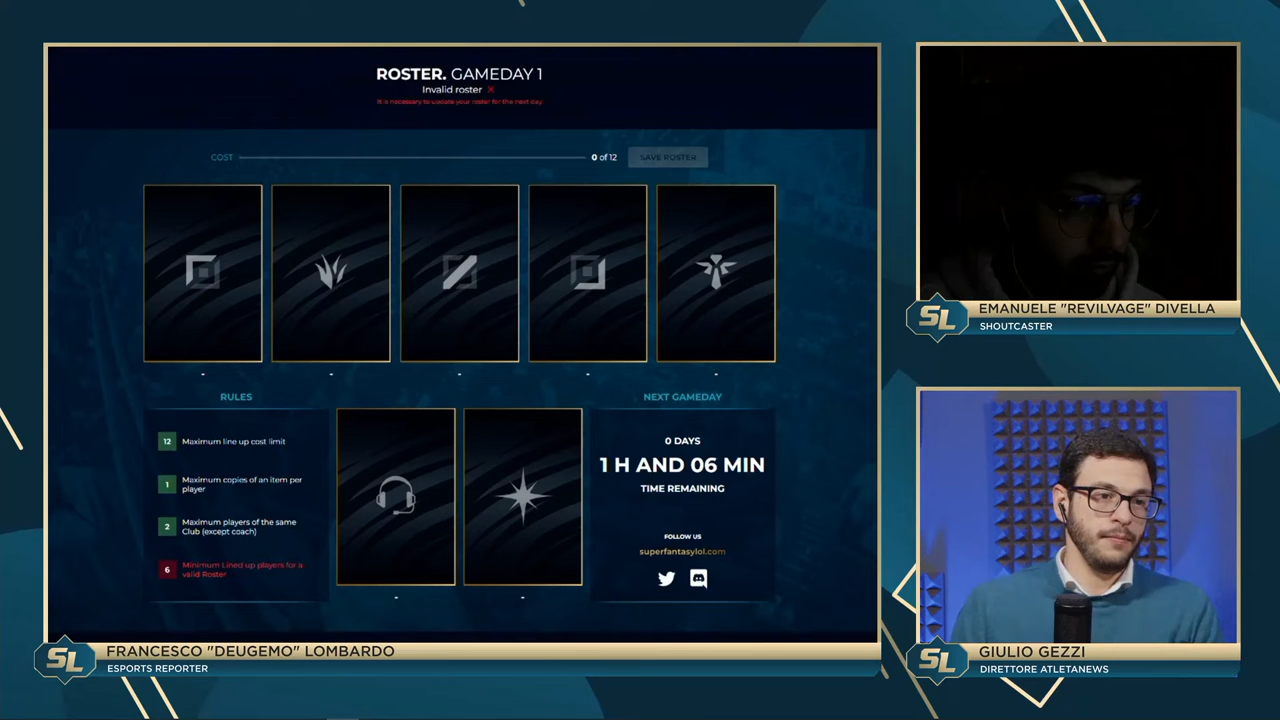 ROSTER. GAMEDAY 1
Invalid roster ×
It is necessary to update your roster for the next day
COST
0 of 12
SAVE ROSTER
-
-
-
-
-
RULES
12 Maximum line up cost limit
1 Maximum copies of an item per
player
2 Maximum players of the same
Club (except coach)
6 Minimum Lined up players for a
valid Roster
-
-
NEXT GAMEDAY
0 DAYS
1 H AND 06 MIN
TIME REMAINING
FOLLOW US
superfantasylol.com
SL
FRANCESCO "DEUGEMO" LOMBARDO
ESPORTS REPORTER
SL
EMANUELE "REVILVAGE" DIVELLA
SHOUTCASTER
SL
GIULIO GEZZI
DIRETTORE ATLETANEWS